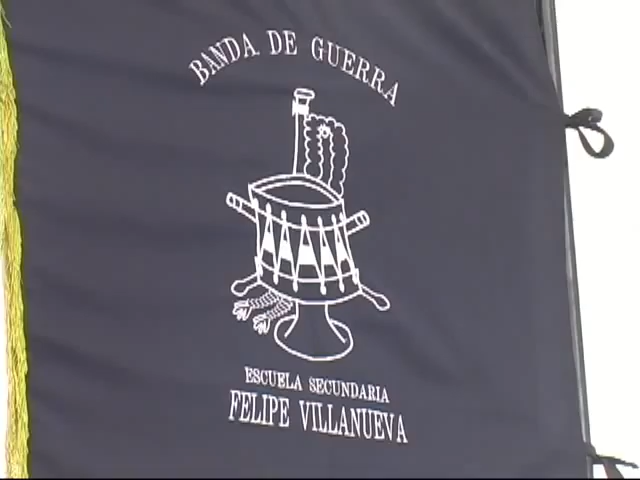 BANDA DE GUERRA
ESCUELA SECUNDARIA
FELIPE VILLANUEVA